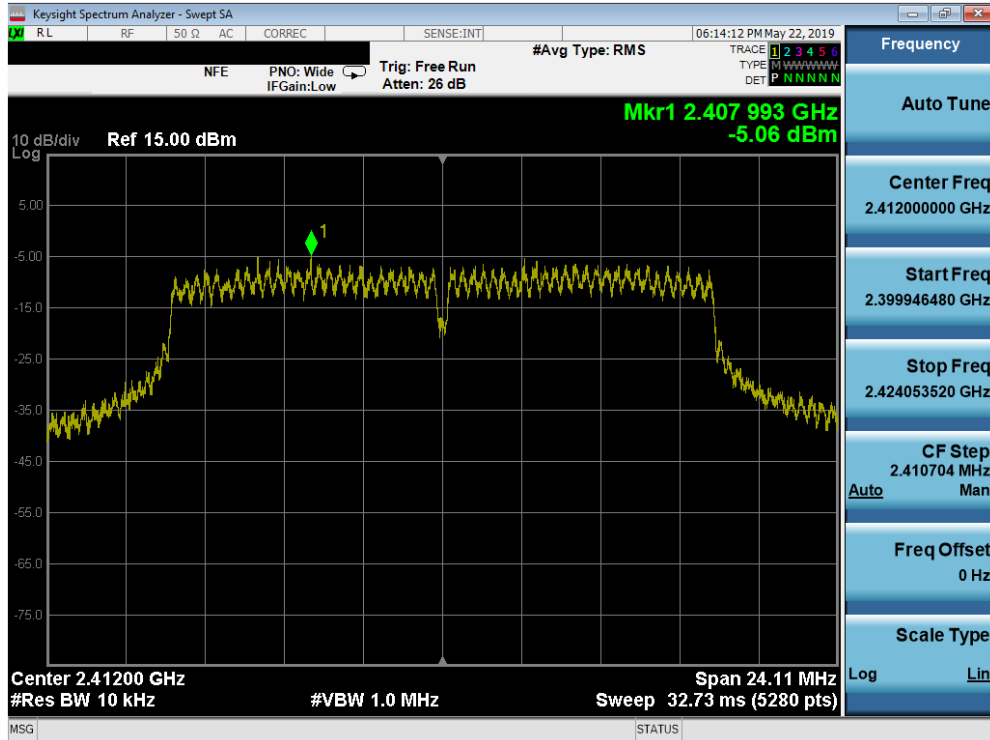 Keysight Spectrum Analyzer - Swept SA
LXI RL RF 50 Ω AC CORREC SENSE:INT 06:14:12 PM May 22, 2019
#Avg Type: RMS TRACE 1 2 3 4 5 6
NFE PNO: Wide Trig: Free Run TYPE M WWWWW
IFGain:Low Atten: 26 dB DET P N N N N N
Mkr1 2.407 993 GHz
-5.06 dBm
10 dB/div Ref 15.00 dBm
Log
1
5.00
-5.00
-15.0
-25.0
-35.0
-45.0
-55.0
-65.0
-75.0
Center 2.41200 GHz Span 24.11 MHz
#Res BW 10 kHz #VBW 1.0 MHz Sweep 32.73 ms (5280 pts)
MSG STATUS
Frequency
Auto Tune
Center Freq
2.412000000 GHz
Start Freq
2.399946480 GHz
Stop Freq
2.424053520 GHz
CF Step
2.410704 MHz
Auto Man
Freq Offset
0 Hz
Scale Type
Log Lin